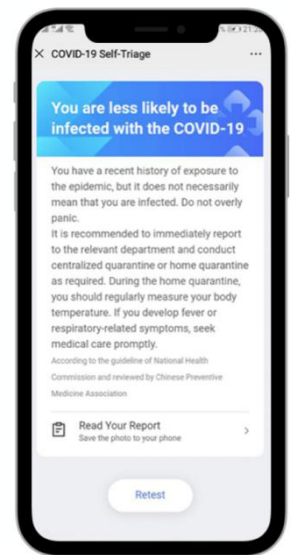 COVID-19 Self-Triage
You are less likely to be
infected with the COVID-19
You have a recent history of exposure to
the epidemic, but it does not necessarily
mean that you are infected. Do not overly
panic.
It is recommended to immediately report
to the relevant department and conduct
centralized quarantine or home quarantine
as required. During the home quarantine,
you should regularly measure your body
temperature. If you develop fever or
respiratory-related symptoms, seek
medical care promptly.
According to the guideline of National Health
Commission and reviewed by Chinese Preventive
Medicine Association
Read Your Report
Save the photo to your phone
Retest